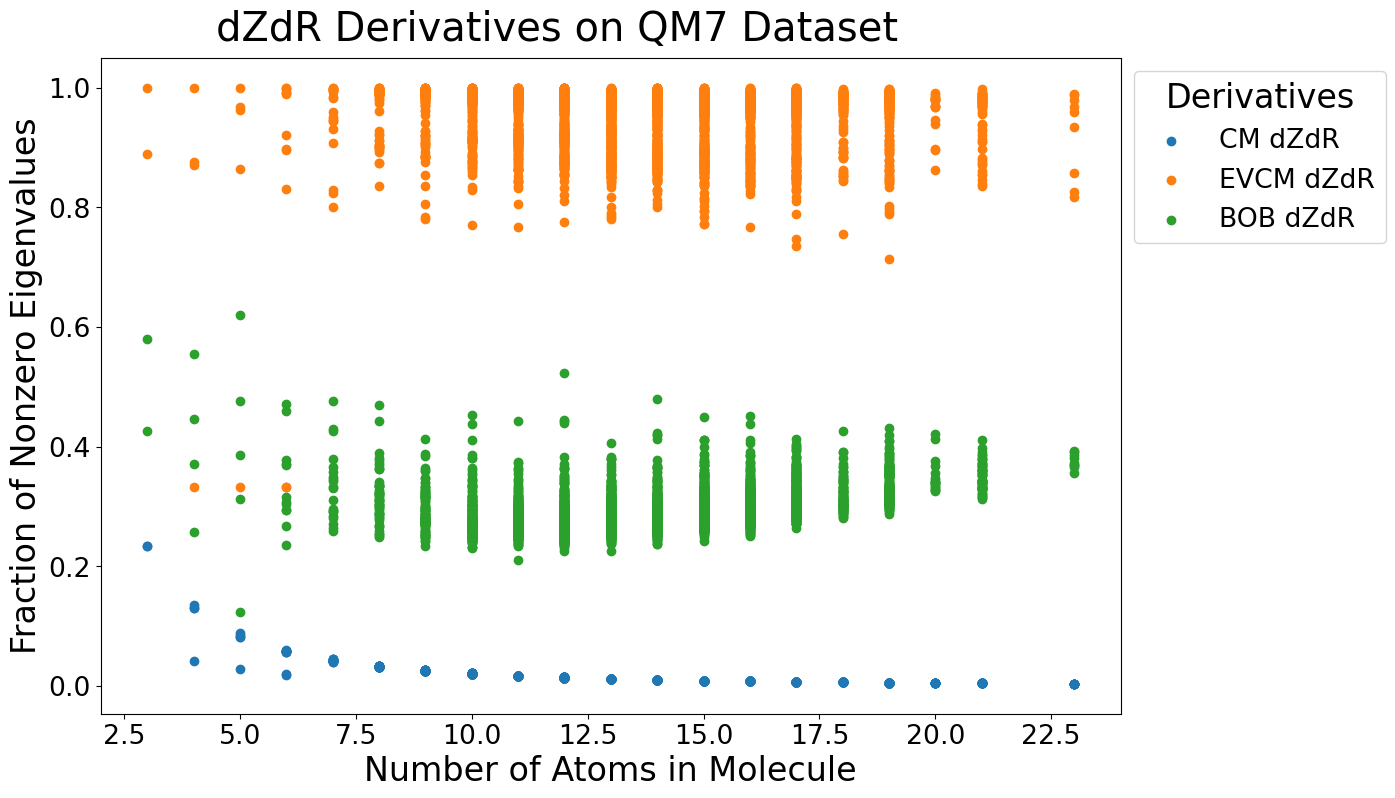 dZdR Derivatives on QM7 Dataset
Fraction of Nonzero Eigenvalues
1.0
0.8
0.6
0.4
0.2
0.0
2.5 5.0 7.5 10.0 12.5 15.0 17.5 20.0 22.5
Number of Atoms in Molecule
Derivatives
CM dZdR
EVCM dZdR
BOB dZdR